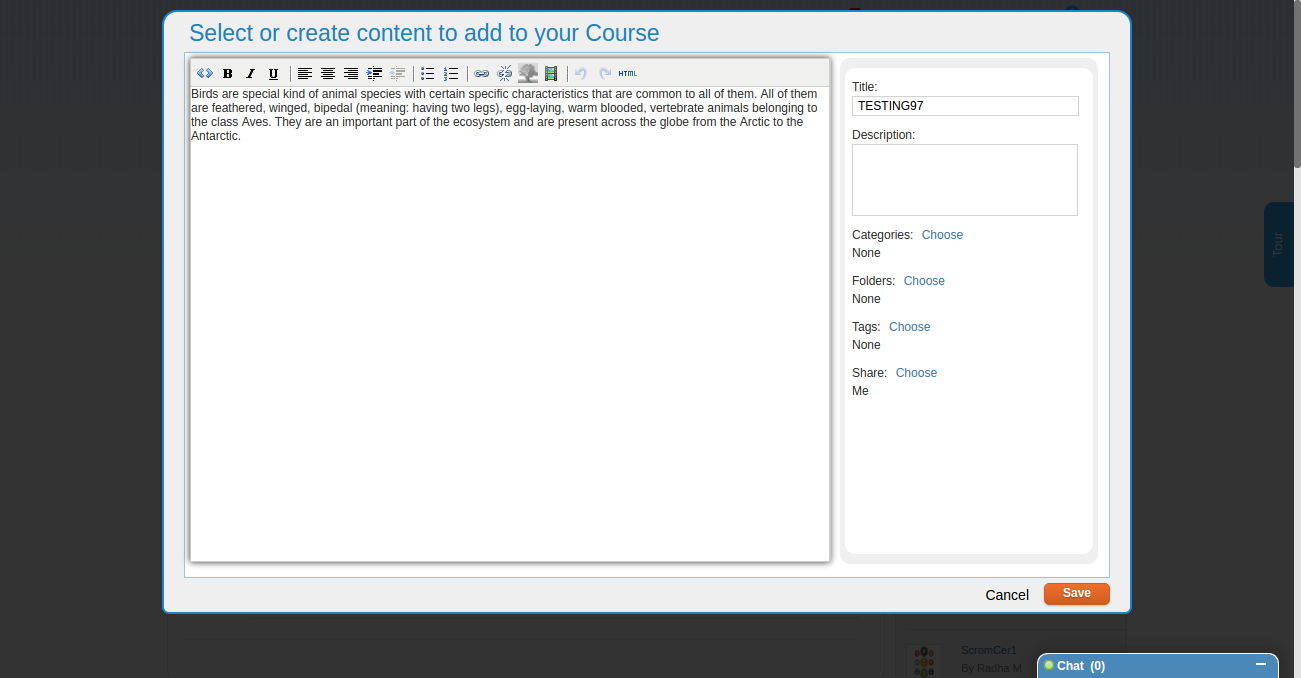 Select or create content to add to your Course
B I U HTML
Birds are special kind of animal species with certain specific characteristics that are common to all of them. All of them
are feathered, winged, bipedal (meaning: having two legs), egg-laying, warm blooded, vertebrate animals belonging to
the class Aves. They are an important part of the ecosystem and are present across the globe from the Arctic to the
Antarctic.
Title:
TESTING97
Description:
Categories: Choose
None
Folders: Choose
None
Tags: Choose
None
Share: Choose
Me
Cancel Save
Tour
ScromCer1
By Radha M
Chat (0)